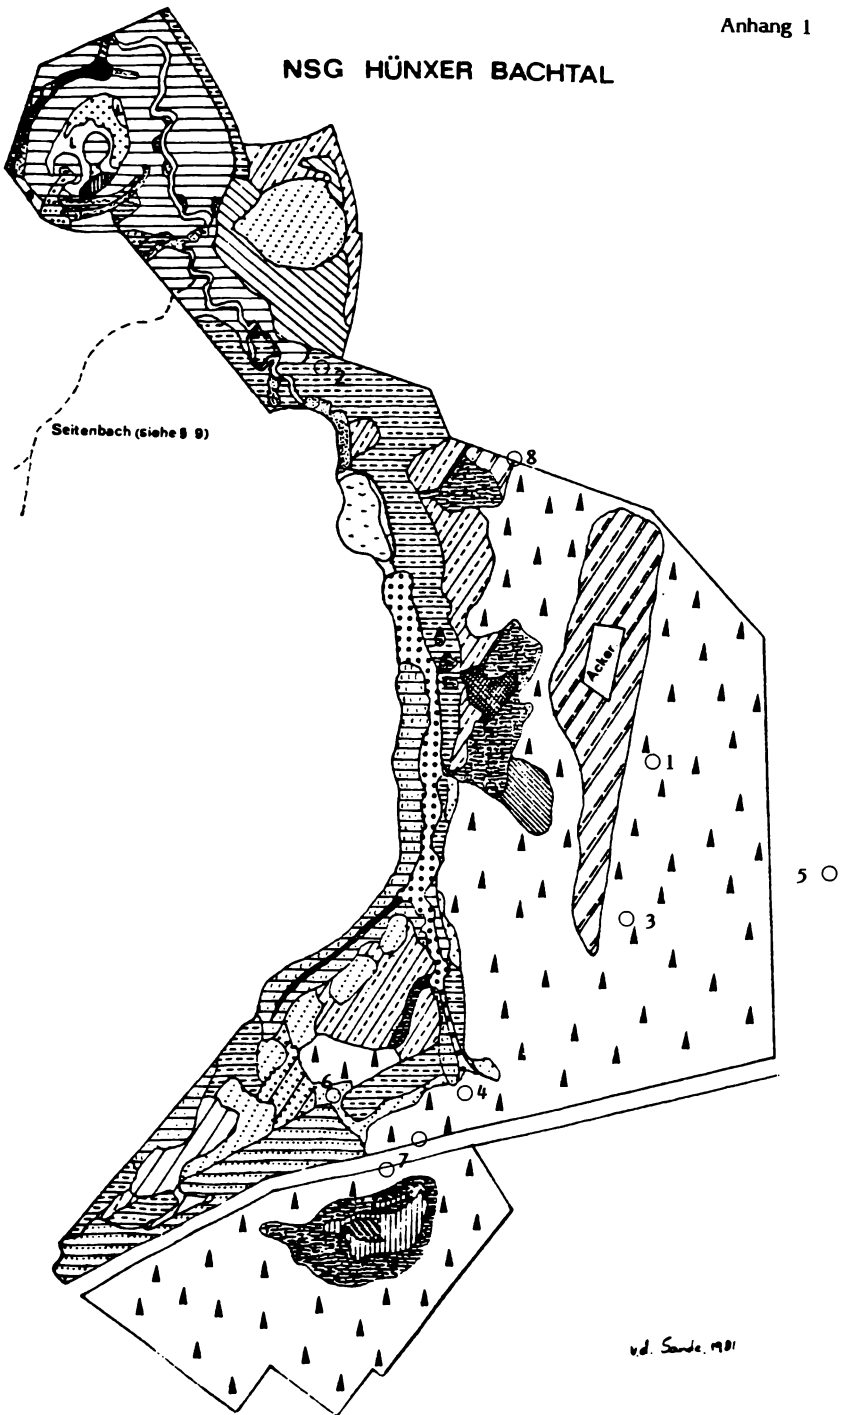 Anhang 1
NSG HÜNXER BACHTAL
2
Seitenbach (siehe § 9)
8
Acker
1
5
3
6
4
7
v.d. Sande, 1981